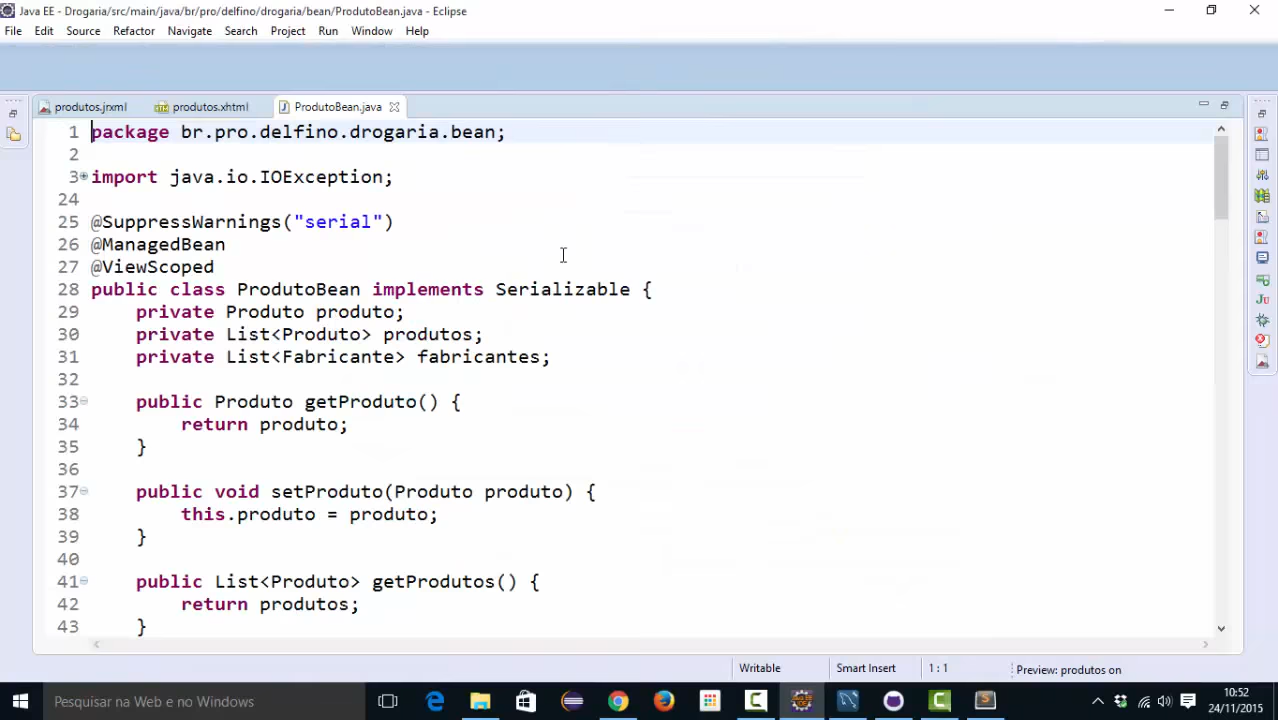 Java EE - Drogaria/src/main/java/br/pro/delfino/drogaria/bean/ProdutoBean.java - Eclipse
File Edit Source Refactor Navigate Search Project Run Window Help
produtos.jrxml produtos.xhtml ProdutoBean.java
1 package br.pro.delfino.drogaria.bean;
2
3 import java.io.IOException;
24
25 @SuppressWarnings("serial")
26 @ManagedBean
27 @ViewScoped
28 public class ProdutoBean implements Serializable {
29 private Produto produto;
30 private List<Produto> produtos;
31 private List<Fabricante> fabricantes;
32
33 public Produto getProduto() {
34 return produto;
35 }
36
37 public void setProduto(Produto produto) {
38 this.produto = produto;
39 }
40
41 public List<Produto> getProdutos() {
42 return produtos;
43 }
Writable Smart Insert 1 : 1 Preview: produtos on
Pesquisar na Web e no Windows
10:52
24/11/2015